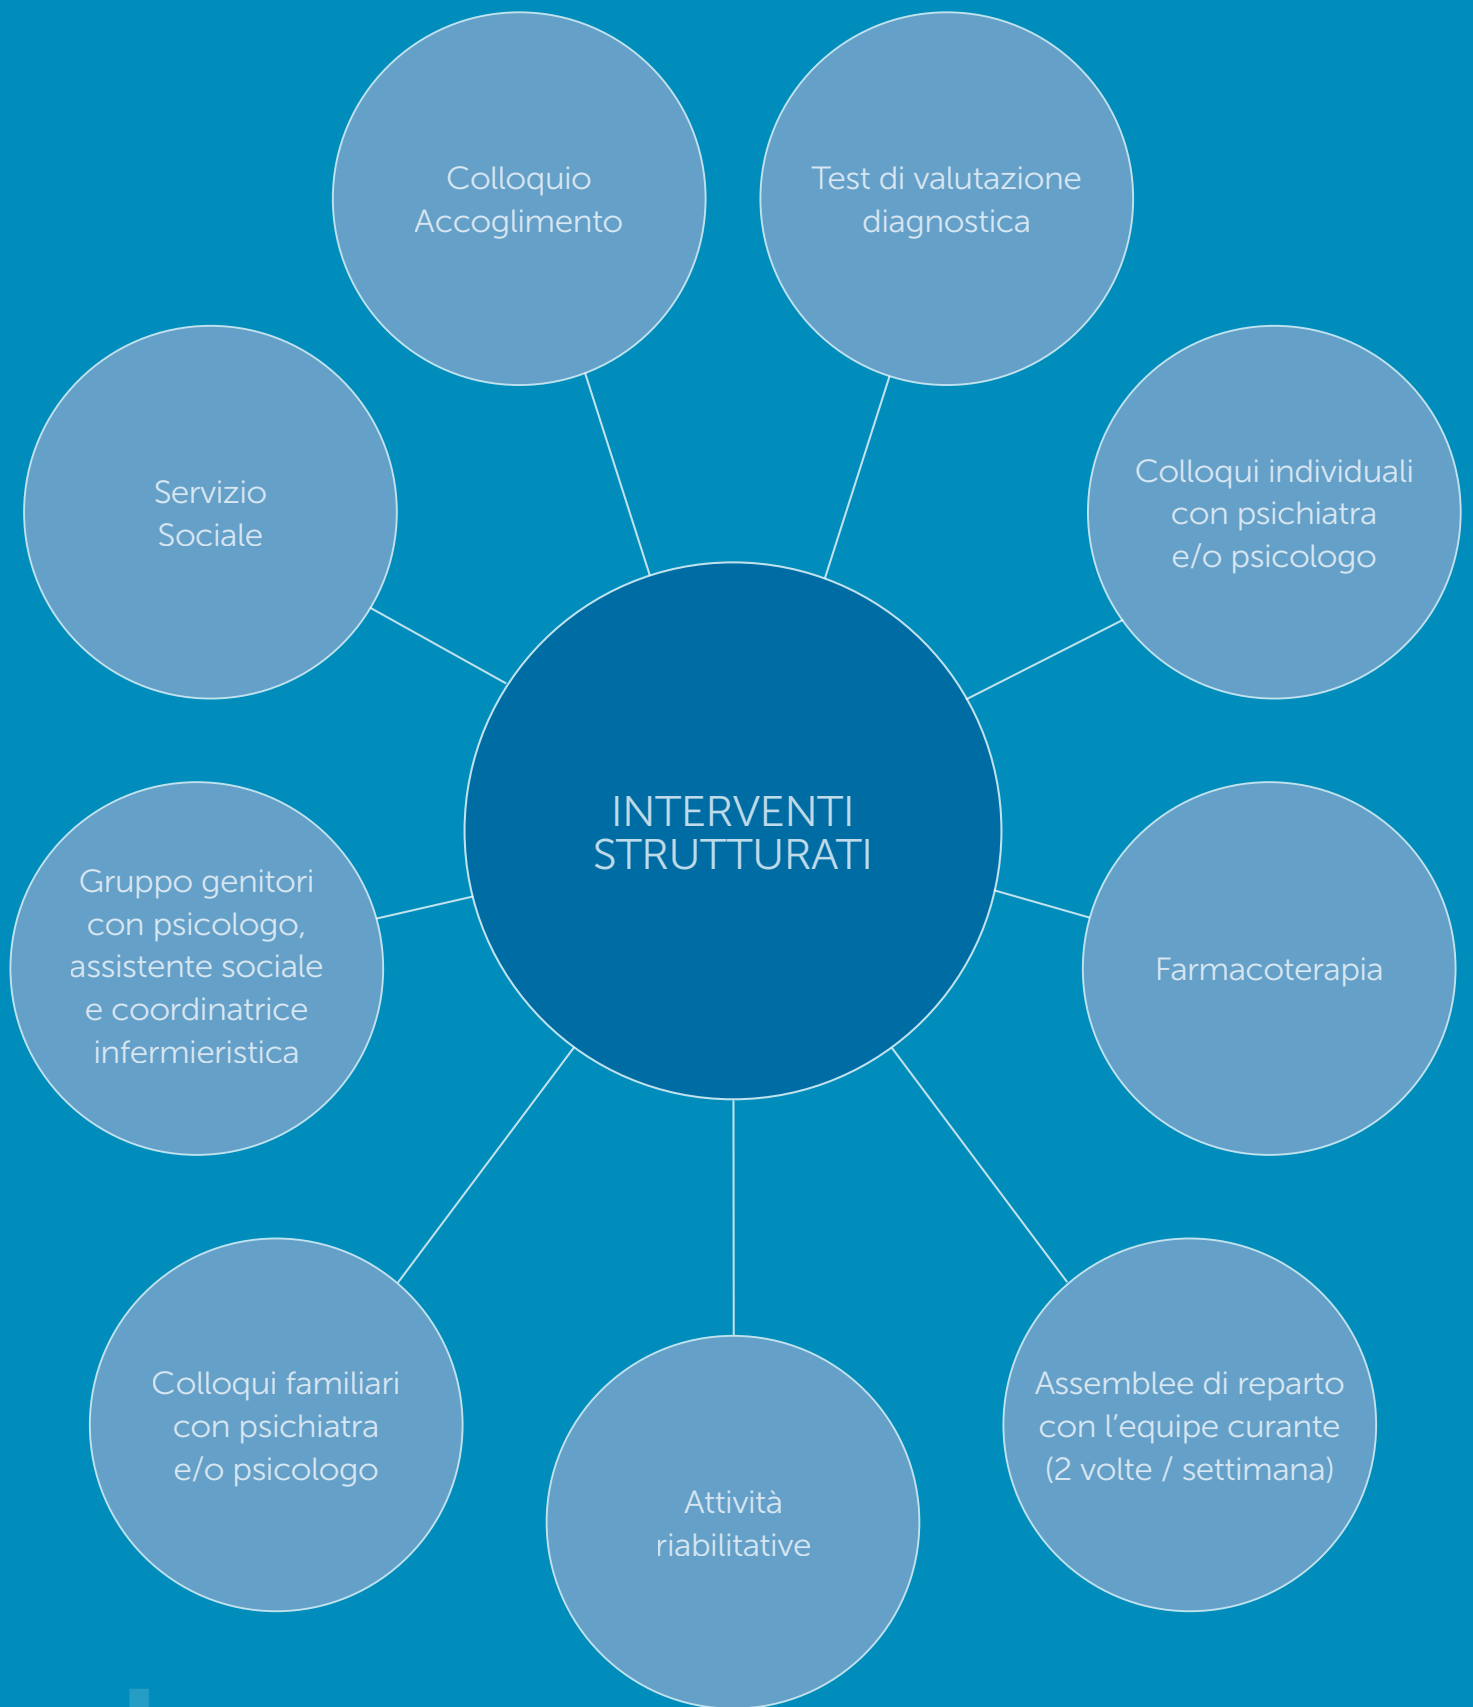 Colloquio
Accoglimento
Test di valutazione
diagnostica
Servizio
Sociale
Colloqui individuali
con psichiatra
e/o psicologo
INTERVENTI
STRUTTURATI
Gruppo genitori
con psicologo,
assistente sociale
e coordinatrice
infermieristica
Farmacoterapia
Colloqui familiari
con psichiatra
e/o psicologo
Attività
riabilitative
Assemblee di reparto
con l'equipe curante
(2 volte / settimana)